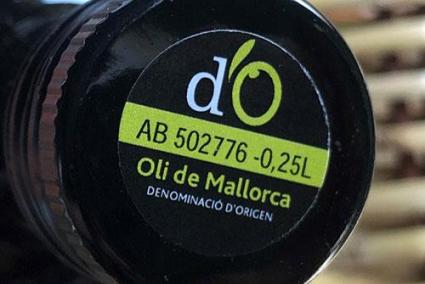 d'O
AB 502776 -0,25L
Oli de Mallorca
DENOMINACIÓ D'ORIGEN